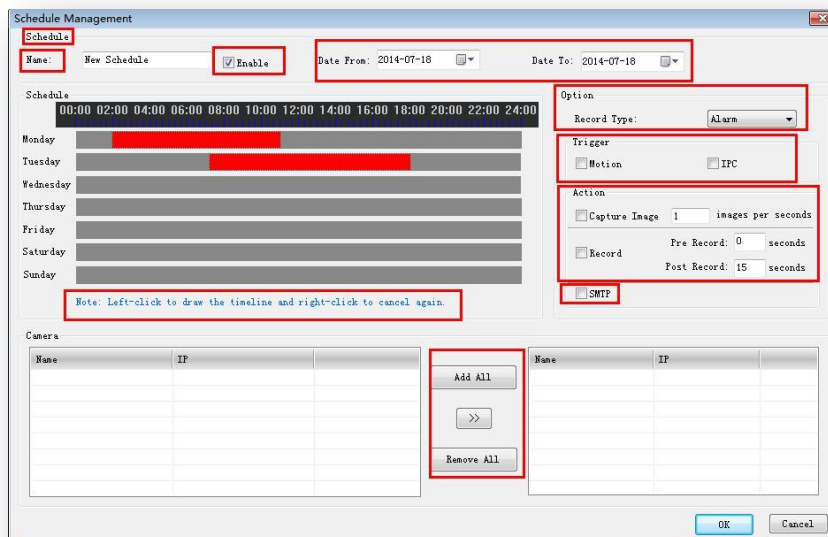 Schedule Management
Schedule
Name: New Schedule Enable Date From: 2014-07-18 Date To: 2014-07-18
Schedule
00:00 02:00 04:00 06:00 08:00 10:00 12:00 14:00 16:00 18:00 20:00 22:00 24:00
Monday
Tuesday
Wednesday
Thursday
Friday
Saturday
Sunday
Note: Left-click to draw the timeline and right-click to cancel again.
Option
Record Type: Alarm
Trigger
Motion IPC
Action
Capture Image 1 images per seconds
Record
Pre Record: 0 seconds
Post Record: 15 seconds
SMTP
Camera
Name IP
Add All
>>
Remove All
Name IP
OK Cancel